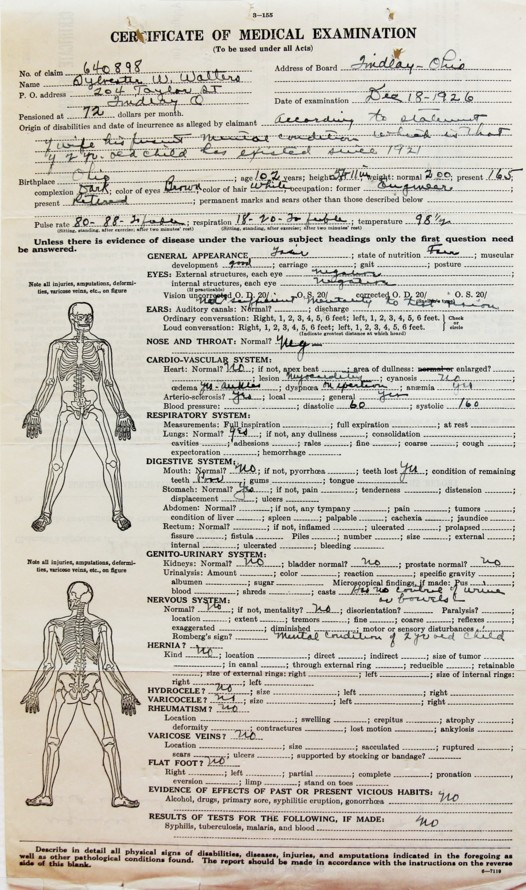 3—155
CERTIFICATE OF MEDICAL EXAMINATION
(To be used under all Acts)
No. of claim 640898
Address of Board Findlay - Ohio
Name Sylvester W. Walters
P. O. address 204 Taylor St
Findlay O
Date of examination Dec 18-1926
Pensioned at 72 dollars per month.
Origin of disabilities and date of incurrence as alleged by claimant According to statement
of wife his present mental condition which is that
of 2 yr. old child has existed since 1921
Birthplace Ohio ; age 102 years; height 5 ft 11 in; weight: normal 200, present 165
complexion Dark; color of eyes Brown, color of hair White; occupation: former Engineer
present Retired; permanent marks and scars other than those described below
Pulse rate 80 - 88 - ; respiration 18 - 20 - ; temperature 98½
(Sitting, standing, after exercise; after two minutes' rest) (Sitting, standing, after exercise; after two minutes' rest)
Unless there is evidence of disease under the various subject headings only the first question need
be answered.
GENERAL APPEARANCE Fair; state of nutrition Fair; muscular
development good; carriage ; gait ; posture
EYES: External structures, each eye negative
internal structures, each eye Negative
(If practicable)
Vision uncorrected O. D. 20/ O. S. 20/ corrected O. D. 20/ O. S. 20/
Not sufficient mentality to test vision
EARS: Auditory canals: Normal? ; discharge
Ordinary conversation: Right, 1, 2, 3, 4, 5, 6 feet; left, 1, 2, 3, 4, 5, 6 feet. Check
Loud conversation: Right, 1, 2, 3, 4, 5, 6 feet; left, 1, 2, 3, 4, 5, 6 feet. or circle
(Indicate greatest distance at which heard)
NOSE AND THROAT: Normal? Neg
CARDIO-VASCULAR SYSTEM:
Heart: Normal? No; if not, apex beat ; area of dullness: normal or enlarged?
; lesion ; cyanosis No
œdema yes - ankles; dyspnœa on exertion; anæmia yes
Arterio-sclerosis? yes; local ; general yes
Blood pressure: ; diastolic 60; systolic 160
RESPIRATORY SYSTEM:
Measurements: Full inspiration ; full expiration ; at rest
Lungs: Normal? yes; if not, any dullness ; consolidation
cavities ; adhesions ; rales ; fine ; coarse ; cough
expectoration ; hemorrhage
DIGESTIVE SYSTEM:
Mouth: Normal? No; if not, pyorrhœa ; teeth lost yes; condition of remaining
teeth Poor; gums ; tongue
Stomach: Normal? yes; if not, pain ; tenderness ; distension
displacement ; ulcers
Abdomen: Normal? ; if not, any tympany ; pain ; tumors
condition of liver ; spleen ; palpable ; cachexia ; jaundice
Rectum: Normal? ; if not, inflamed ; ulcerated ; prolapsed
fissure ; fistula Piles ; number ; size ; external
internal ; ulcerated ; bleeding
GENITO-URINARY SYSTEM:
Kidneys: Normal? No; bladder normal? no; prostate normal? no
Urinalysis: Amount ; color ; reaction ; specific gravity
albumen ; sugar Microscopical findings, if made: Pus
blood ; shreds ; casts Has no control of urine
or bowels
NERVOUS SYSTEM:
Normal? No; if not, mentality? No; disorientation? Paralysis?
location ; extent ; tremors ; fine ; coarse ; reflexes
exaggerated ; diminished ; motor or sensory disturbances
Romberg's sign? Mental condition of 2 yr old child
HERNIA? No
Kind ; location ; direct ; indirect ; size of tumor
; in canal ; through external ring ; reducible ; retainable
; size of external rings: right ; left ; size of internal rings:
right ; left
HYDROCELE? No; size ; left ; right
VARICOCELE? No; size ; left ; right
RHEUMATISM? No
Location ; swelling ; crepitus ; atrophy
deformity ; contractures ; lost motion ; ankylosis
VARICOSE VEINS? No
Location ; size ; sacculated ; ruptured
scars ; ulcers ; supported by stocking or bandage?
FLAT FOOT? No
Right ; left ; partial ; complete ; pronation
eversion ; limp ; stand on toes
EVIDENCE OF EFFECTS OF PAST OR PRESENT VICIOUS HABITS:
Alcohol, drugs, primary sore, syphilitic eruption, gonorrhœa No
RESULTS OF TESTS FOR THE FOLLOWING, IF MADE:
Syphilis, tuberculosis, malaria, and blood No
Note all injuries, amputations, deformi-
ties, varicose veins, etc., on figure
Note all injuries, amputations, deformi-
ties, varicose veins, etc., on figure
Describe in detail all physical signs of disabilities, diseases, injuries, and amputations indicated in the foregoing as
well as other pathological conditions found. The report should be made in accordance with the instructions on the reverse
side of this blank.
6—7118